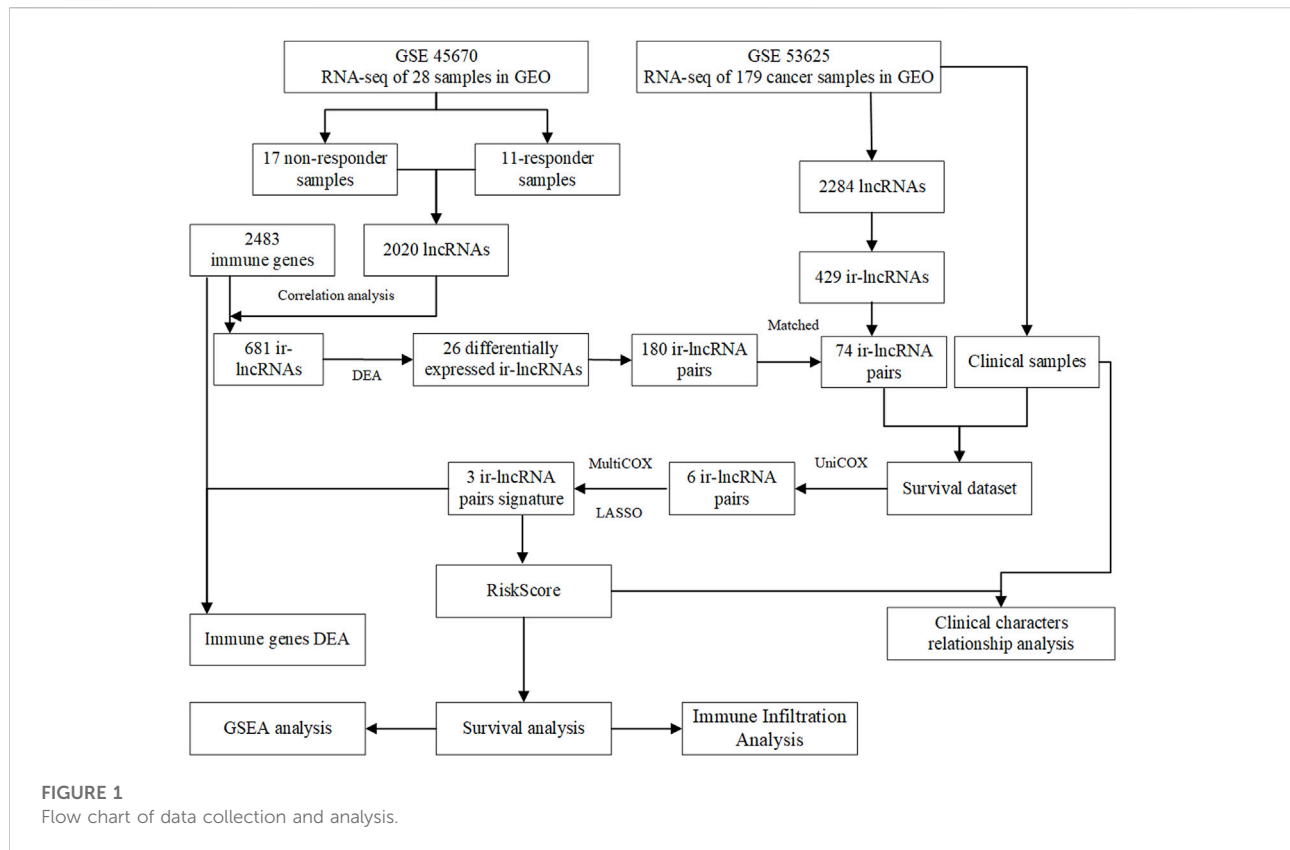 GSE 45670
RNA-seq of 28 samples in GEO
GSE 53625
RNA-seq of 179 cancer samples in GEO
17 non-responder
samples
11-responder
samples
2284 lncRNAs
2483
immune genes
2020 lncRNAs
429 ir-lncRNAs
Correlation analysis
Matched
681 ir-
lncRNAs
DEA
26 differentially
expressed ir-lncRNAs
180 ir-lncRNA
pairs
74 ir-lncRNA
pairs
Clinical samples
3 ir-lncRNA
pairs signature
MultiCOX
LASSO
6 ir-lncRNA
pairs
UniCOX
Survival dataset
RiskScore
Immune genes DEA
Clinical characters
relationship analysis
GSEA analysis
Survival analysis
Immune Infiltration
Analysis
FIGURE 1
Flow chart of data collection and analysis.